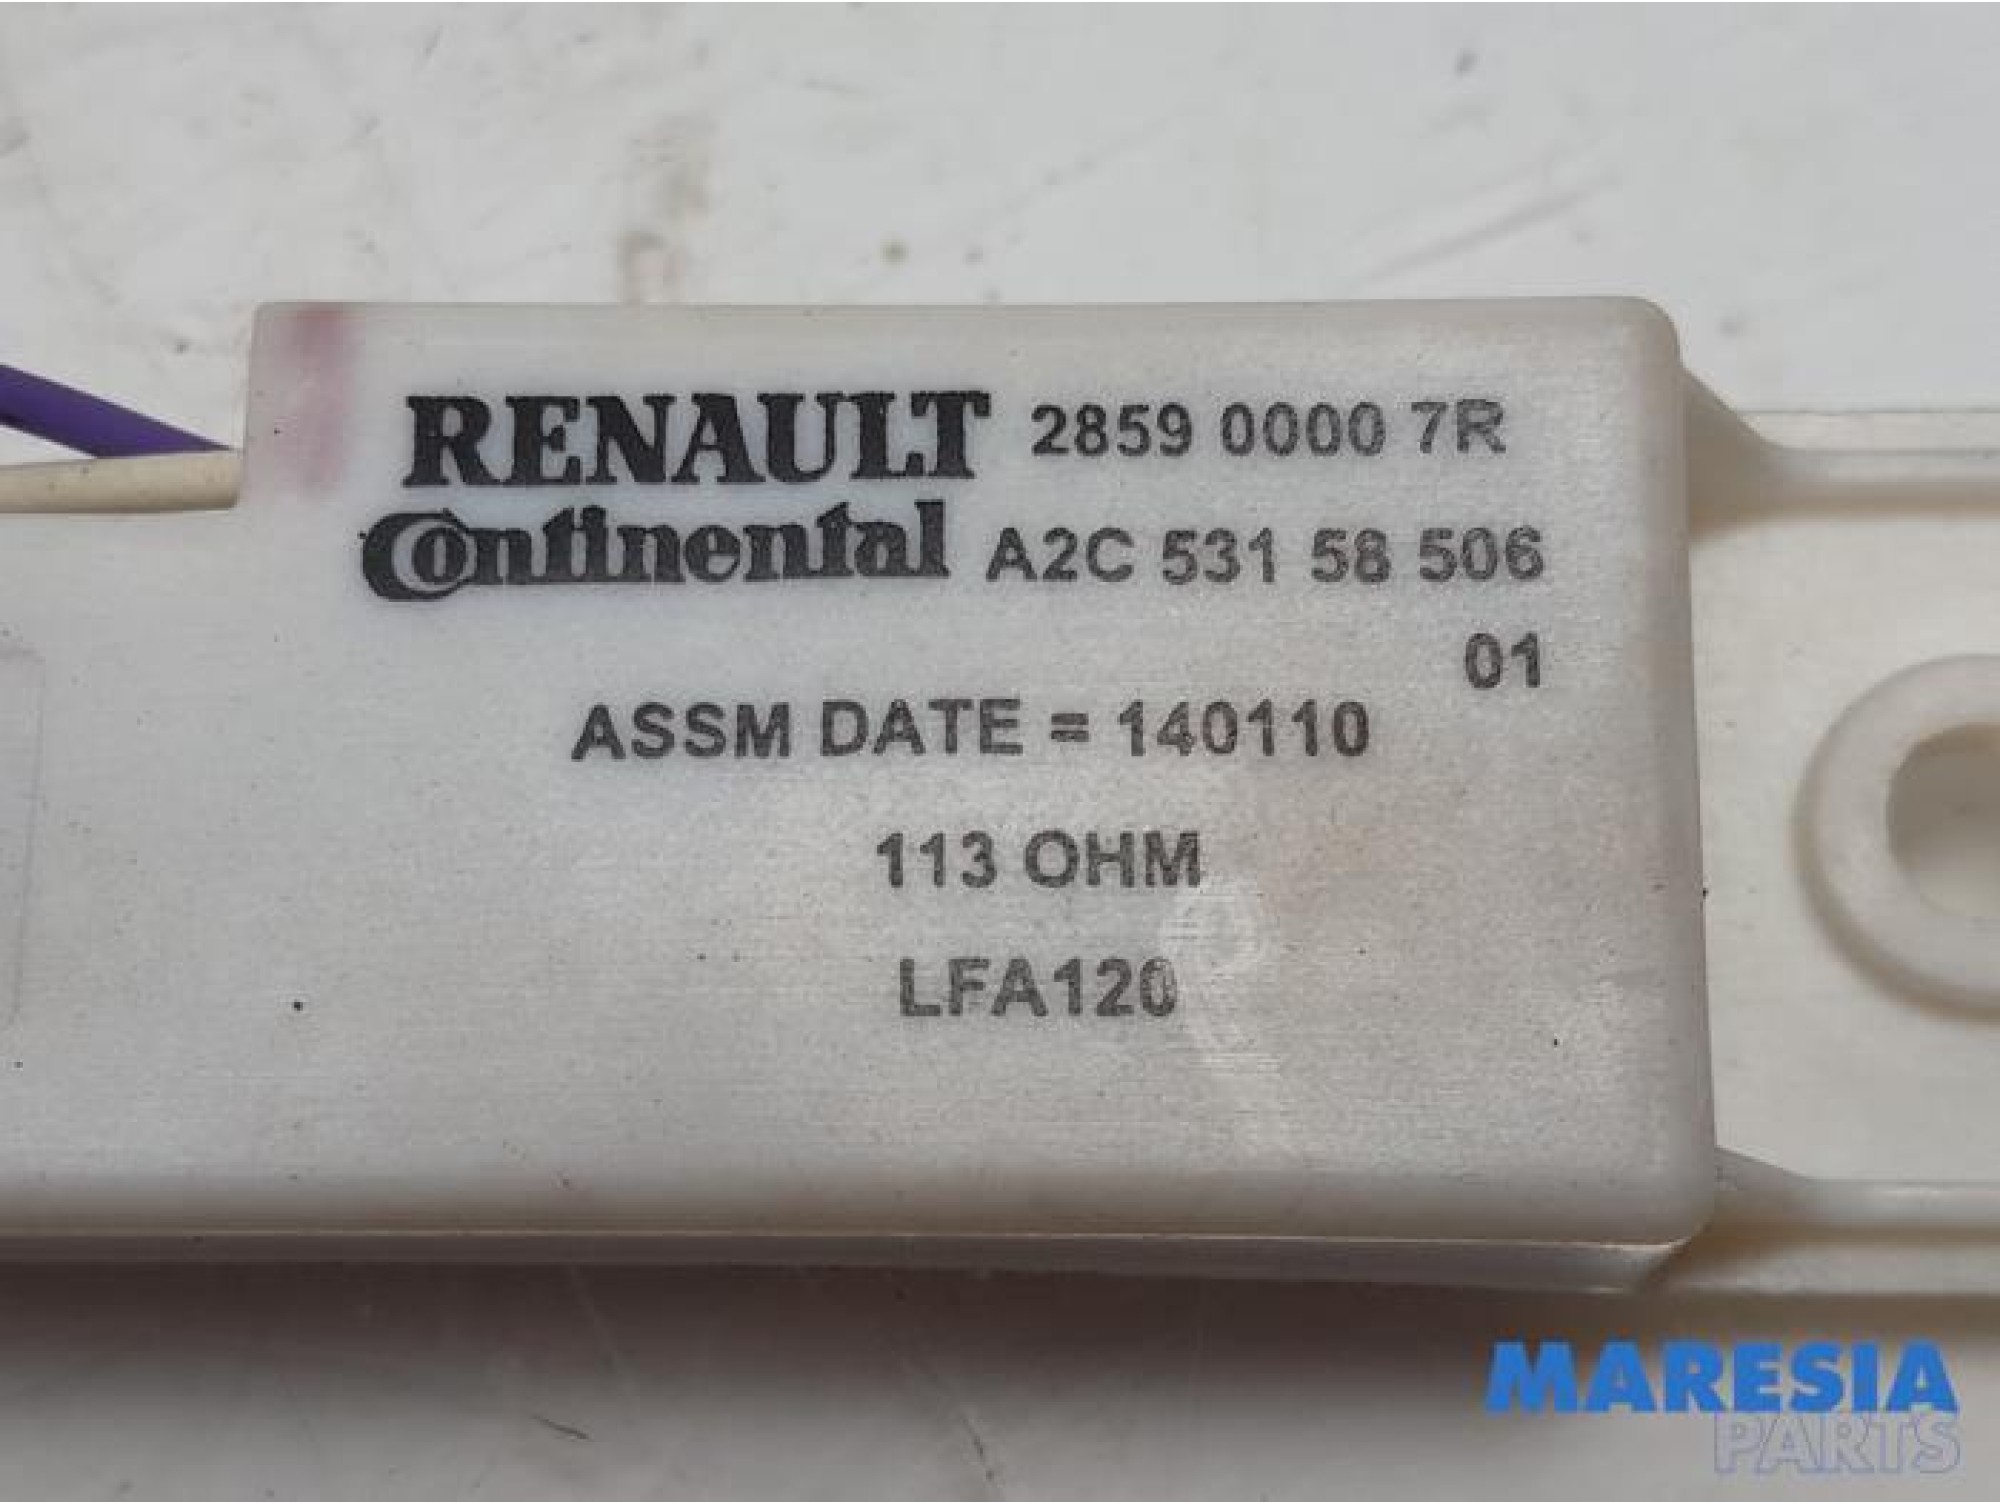 RENAULT 2859 0000 7R
Continental A2C 531 58 506
01
ASSM DATE = 140110
113 OHM
LFA120
MARESIA
PARTS